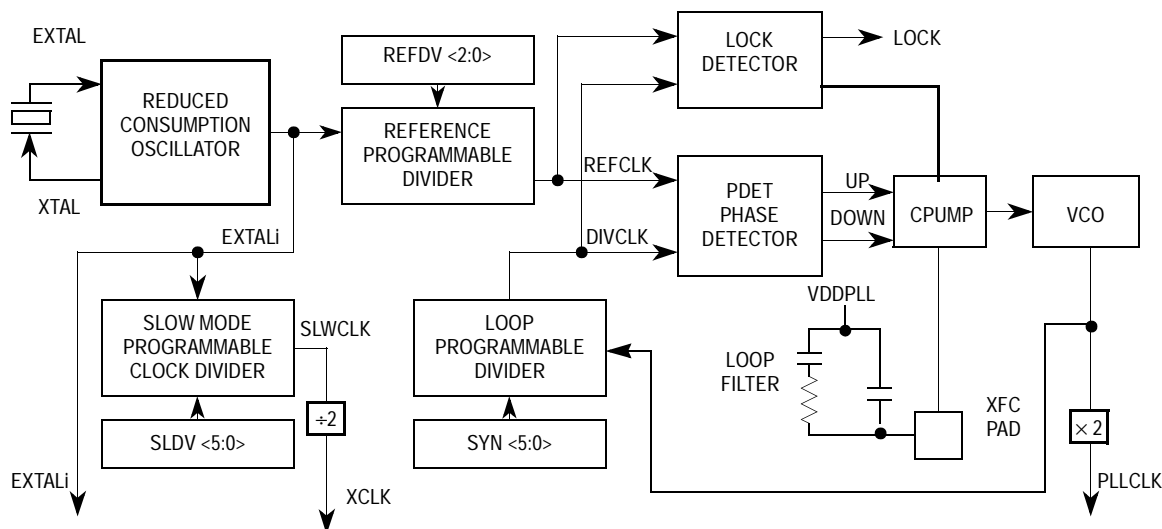 EXTAL
REDUCED
CONSUMPTION
OSCILLATOR
XTAL
REFDV <2:0>
REFERENCE
PROGRAMMABLE
DIVIDER
LOCK
DETECTOR
LOCK
REFCLK
PDET
PHASE
DETECTOR
UP
DOWN
CPUMP
VCO
EXTALi
DIVCLK
SLOW MODE
PROGRAMMABLE
CLOCK DIVIDER
SLWCLK
÷2
SLDV <5:0>
EXTALi
XCLK
LOOP
PROGRAMMABLE
DIVIDER
SYN <5:0>
VDDPLL
LOOP
FILTER
XFC
PAD
× 2
PLLCLK